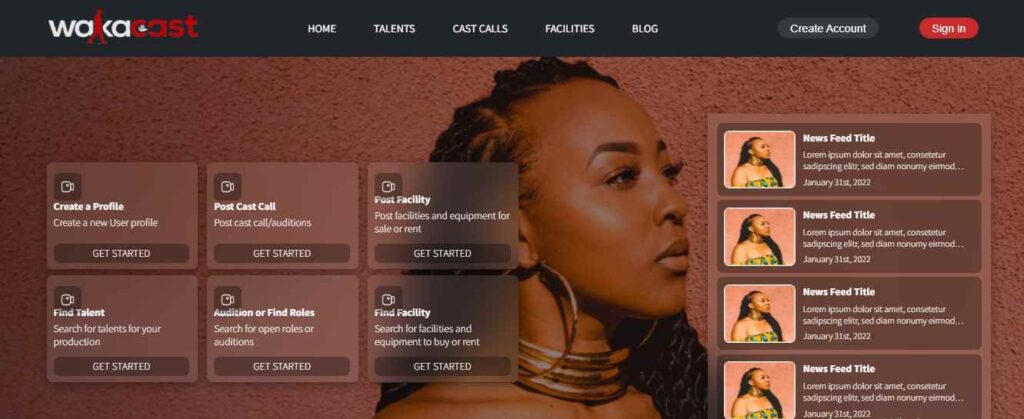 wakacast
HOME
TALENTS
CAST CALLS
FACILITIES
BLOG
Create Account
Sign in
Create a Profile
Create a new User profile
GET STARTED
Post Cast Call
Post cast call/auditions
GET STARTED
Post Facility
Post facilities and equipment for
sale or rent
GET STARTED
Find Talent
Search for talents for your
production
GET STARTED
Audition or Find Roles
Search for open roles or
auditions
GET STARTED
Find Facility
Search for facilities and
equipment to buy or rent
GET STARTED
News Feed Title
Lorem ipsum dolor sit amet, consetetur
sadipscing elitr, sed diam nonumy eirmod...
January 31st, 2022
News Feed Title
Lorem ipsum dolor sit amet, consetetur
sadipscing elitr, sed diam nonumy eirmod...
January 31st, 2022
News Feed Title
Lorem ipsum dolor sit amet, consetetur
sadipscing elitr, sed diam nonumy eirmod...
January 31st, 2022
News Feed Title
Lorem ipsum dolor sit amet, consetetur
sadipscing elitr, sed diam nonumy eirmod...
January 31st, 2022